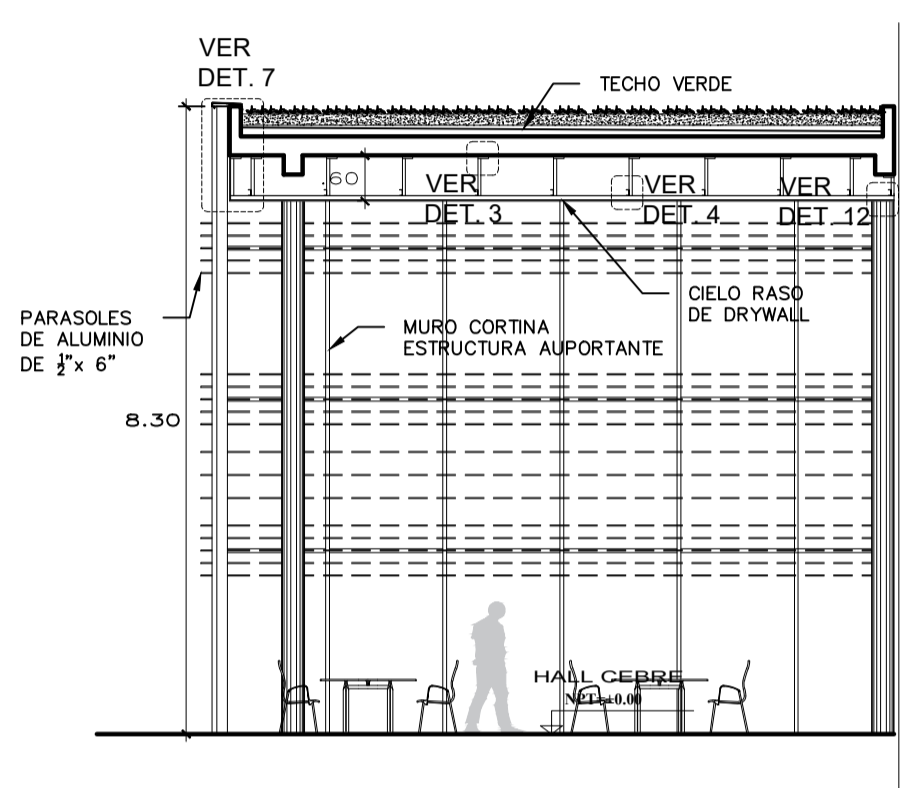 VER
DET. 7
TECHO VERDE
.60
VER
DET. 3
VER
DET. 4
VER
DET. 12
CIELO RASO
DE DRYWALL
PARASOLES
DE ALUMINIO
DE ½"x 6"
MURO CORTINA
ESTRUCTURA AUPORTANTE
8.30
HALL CEBRE
NPT=±0.00